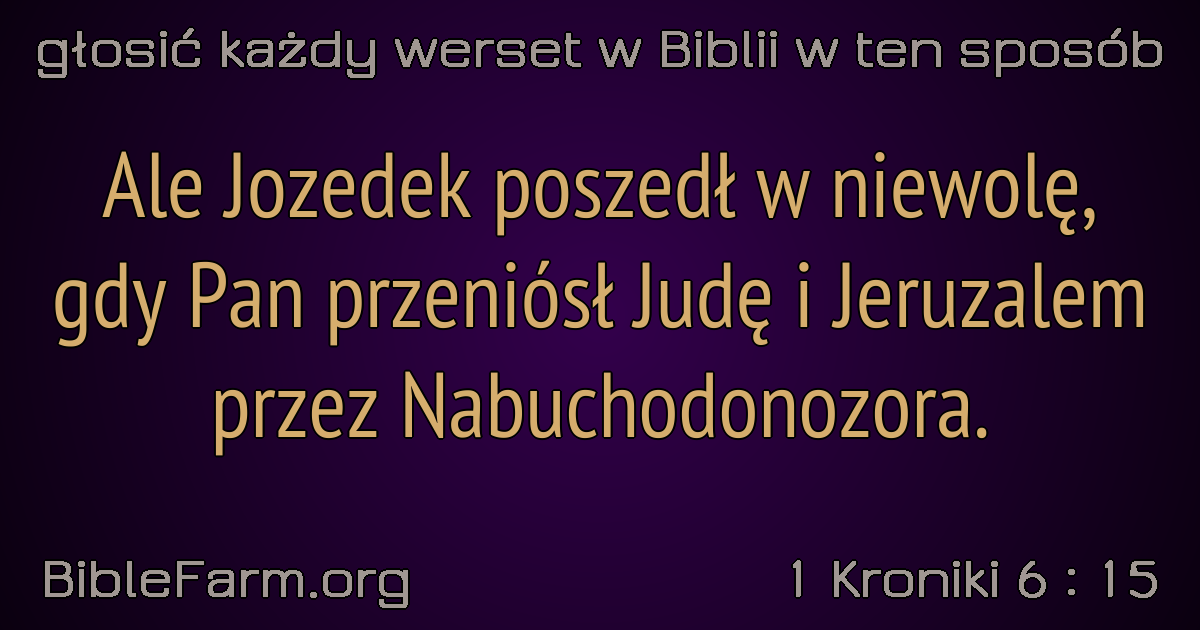 głosić każdy werset w Biblii w ten sposób
Ale Jozedek poszedł w niewolę,
gdy Pan przeniósł Judę i Jeruzalem
przez Nabuchodonozora.
BibleFarm.org
1 Kroniki 6 : 15